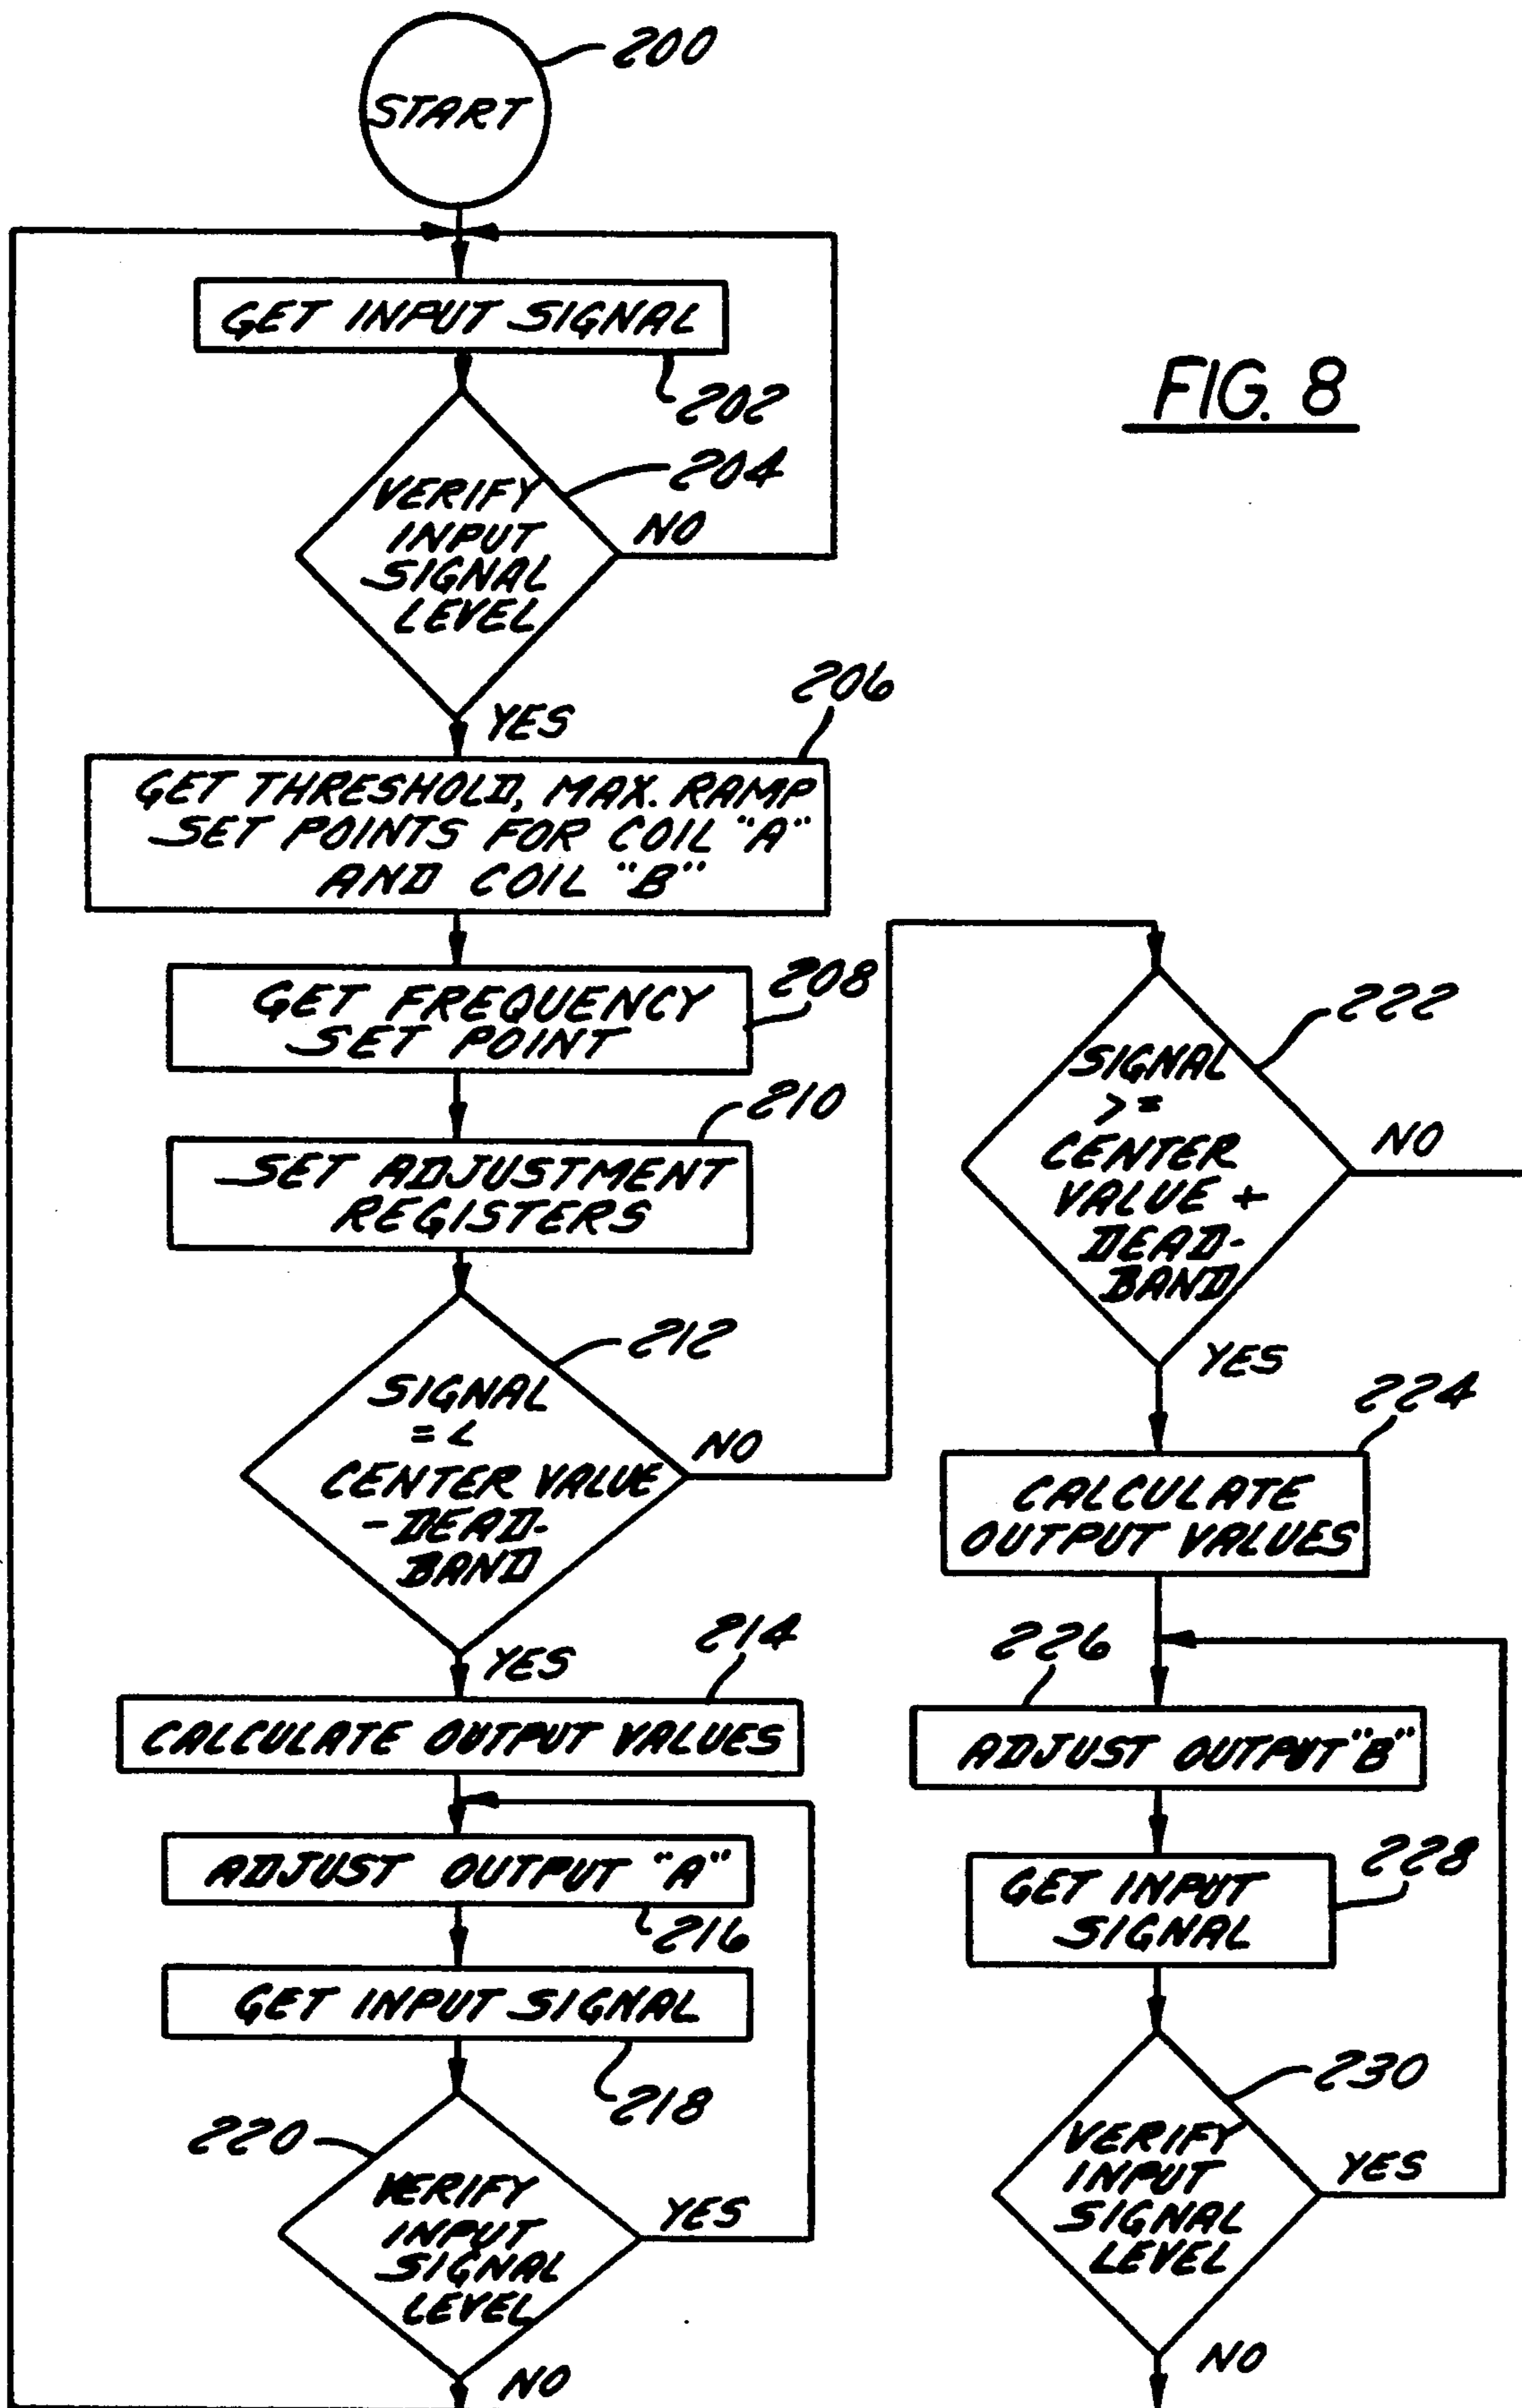 200
START
GET INPUT SIGNAL
202
FIG. 8
204
VERIFY
INPUT
SIGNAL
LEVEL
NO
206
YES
GET THRESHOLD, MAX. RAMP
SET POINTS FOR COIL "A"
AND COIL "B"
208
GET FREQUENCY
SET POINT
210
SET ADJUSTMENT
REGISTERS
212
SIGNAL
= <
CENTER VALUE
- DEAD-
BAND
NO
YES
214
CALCULATE OUTPUT VALUES
ADJUST OUTPUT "A"
216
GET INPUT SIGNAL
218
220
VERIFY
INPUT
SIGNAL
LEVEL
YES
NO
222
SIGNAL
> =
CENTER
VALUE +
DEAD-
BAND
NO
YES
224
CALCULATE
OUTPUT VALUES
226
ADJUST OUTPUT "B"
228
GET INPUT
SIGNAL
230
VERIFY
INPUT
SIGNAL
LEVEL
YES
NO